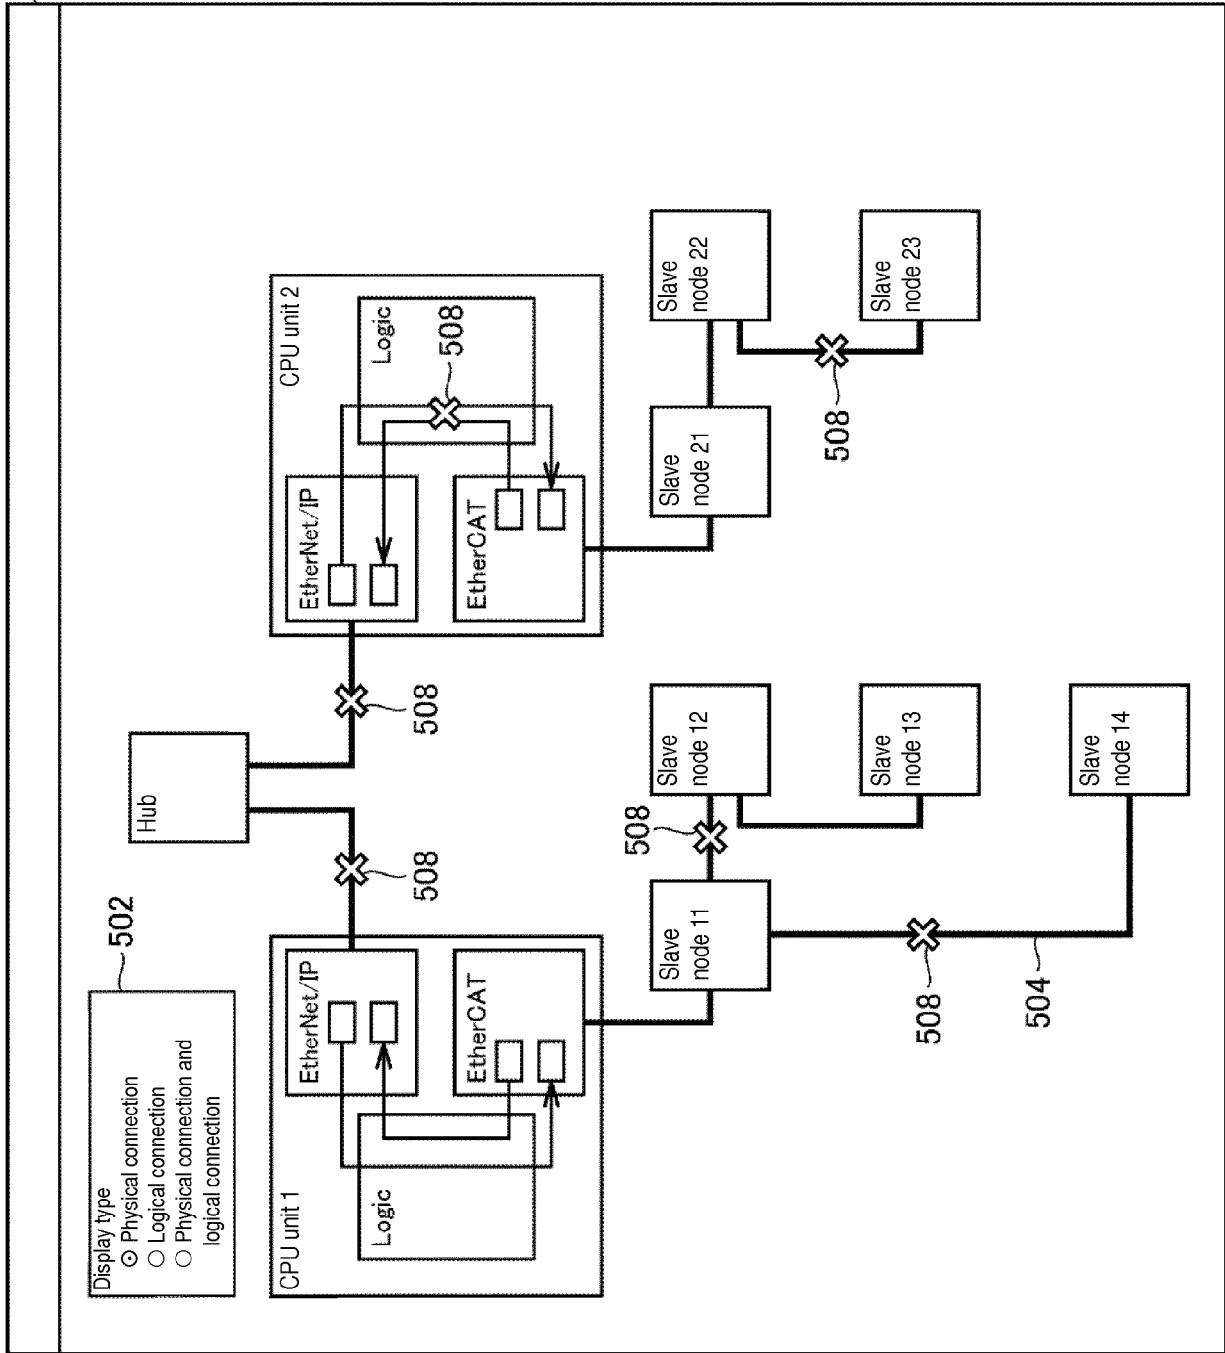 Display type
Physical connection
Logical connection
Physical connection and
logical connection
502
Hub
CPU unit 1
EtherNet/IP
Logic
EtherCAT
508
508
CPU unit 2
EtherNet/IP
Logic
508
EtherCAT
Slave
node 11
508
Slave
node 12
Slave
node 13
508
504
Slave
node 14
Slave
node 21
Slave
node 22
508
Slave
node 23